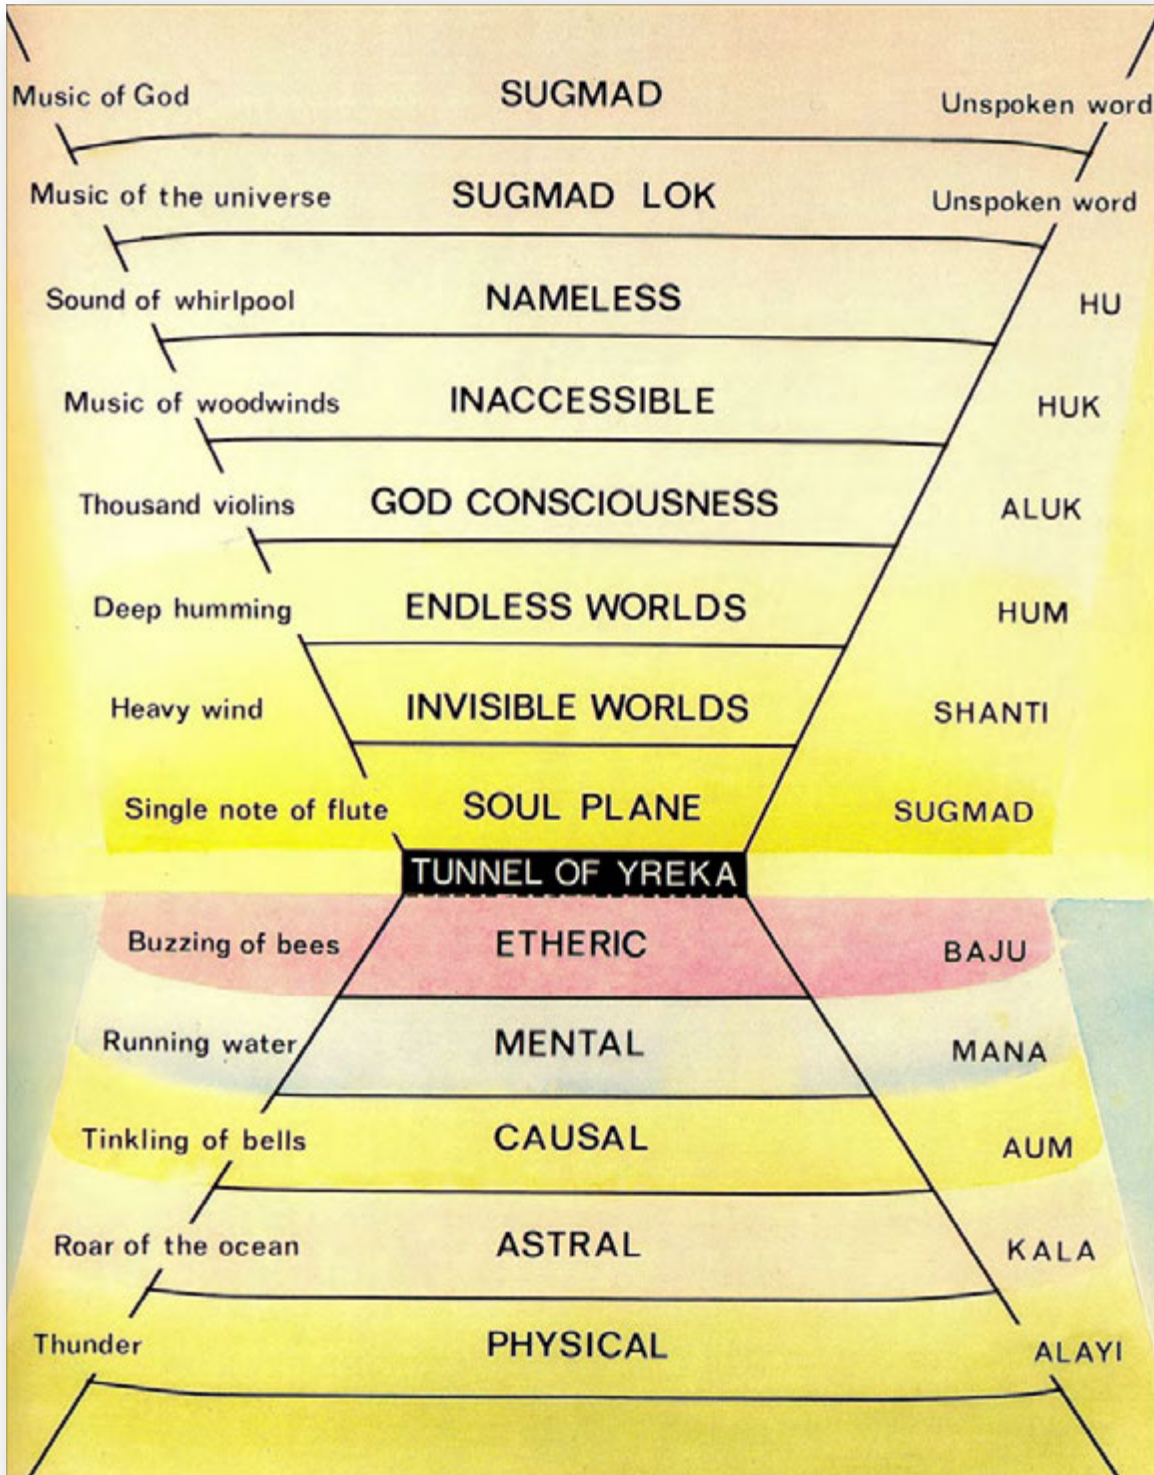 Music of God SUGMAD Unspoken word
Music of the universe SUGMAD LOK Unspoken word
Sound of whirlpool NAMELESS HU
Music of woodwinds INACCESSIBLE HUK
Thousand violins GOD CONSCIOUSNESS ALUK
Deep humming ENDLESS WORLDS HUM
Heavy wind INVISIBLE WORLDS SHANTI
Single note of flute SOUL PLANE SUGMAD
TUNNEL OF YREKA
Buzzing of bees ETHERIC BAJU
Running water MENTAL MANA
Tinkling of bells CAUSAL AUM
Roar of the ocean ASTRAL KALA
Thunder PHYSICAL ALAYI